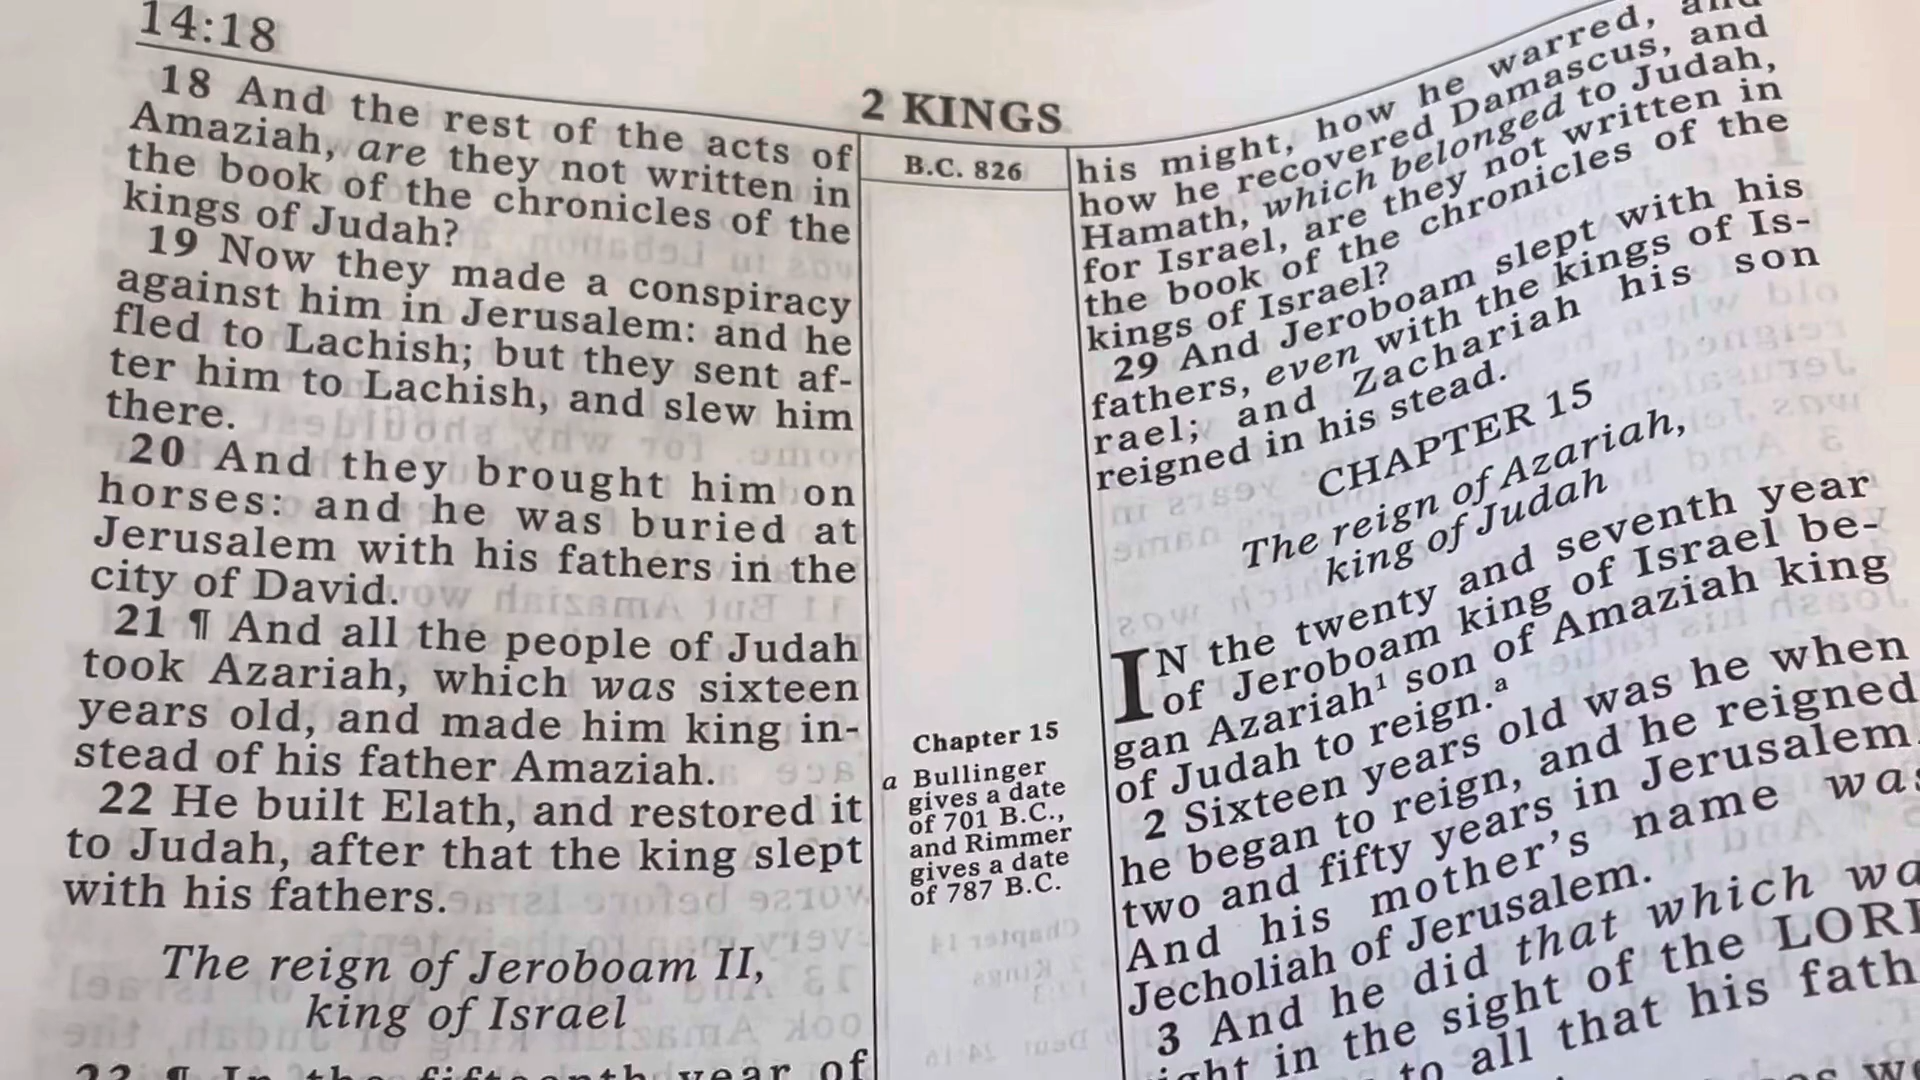 14:18
2 KINGS
18 And the rest of the acts of
Amaziah, are they not written in
the book of the chronicles of the
kings of Judah?
19 Now they made a conspiracy
against him in Jerusalem: and he
fled to Lachish; but they sent af-
ter him to Lachish, and slew him
there.
20 And they brought him on
horses: and he was buried at
Jerusalem with his fathers in the
city of David.
21 ¶ And all the people of Judah
took Azariah, which was sixteen
years old, and made him king in-
stead of his father Amaziah.
22 He built Elath, and restored it
to Judah, after that the king slept
with his fathers.
The reign of Jeroboam II,
king of Israel
23 ¶ In the fifteenth year of
B.C. 826
Chapter 15
a Bullinger
gives a date
of 701 B.C.,
and Rimmer
gives a date
of 787 B.C.
his might, how he warred, and
how he recovered Damascus, and
Hamath, which belonged to Judah,
for Israel, are they not written in
the book of the chronicles of the
kings of Israel?
29 And Jeroboam slept with his
fathers, even with the kings of Is-
rael; and Zachariah his son
reigned in his stead.
CHAPTER 15
The reign of Azariah,
king of Judah
IN the twenty and seventh year
of Jeroboam king of Israel be-
gan Azariah¹ son of Amaziah king
of Judah to reign.ᵃ
2 Sixteen years old was he when
he began to reign, and he reigned
two and fifty years in Jerusalem.
And his mother's name was
Jecholiah of Jerusalem.
3 And he did that which
in the sight of the
to all that his